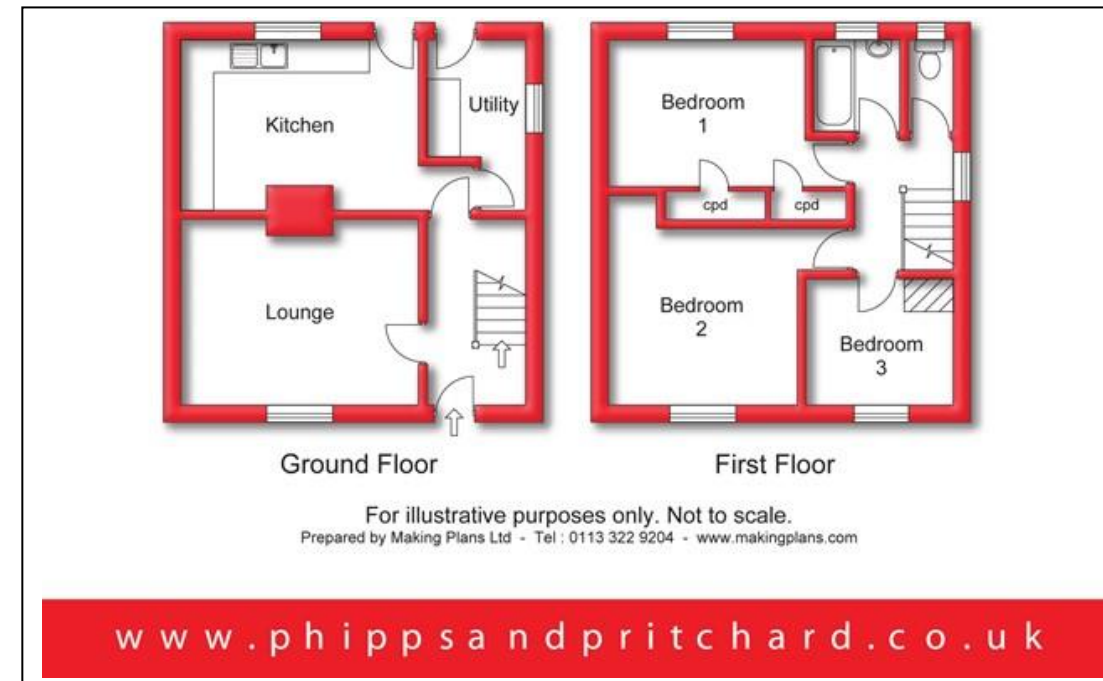 Kitchen
Utility
Lounge
Ground Floor
Bedroom
1
cpd
cpd
Bedroom
2
Bedroom
3
First Floor
For illustrative purposes only. Not to scale.
Prepared by Making Plans Ltd - Tel : 0113 322 9204 - www.makingplans.com
www.phippsandpritchard.co.uk